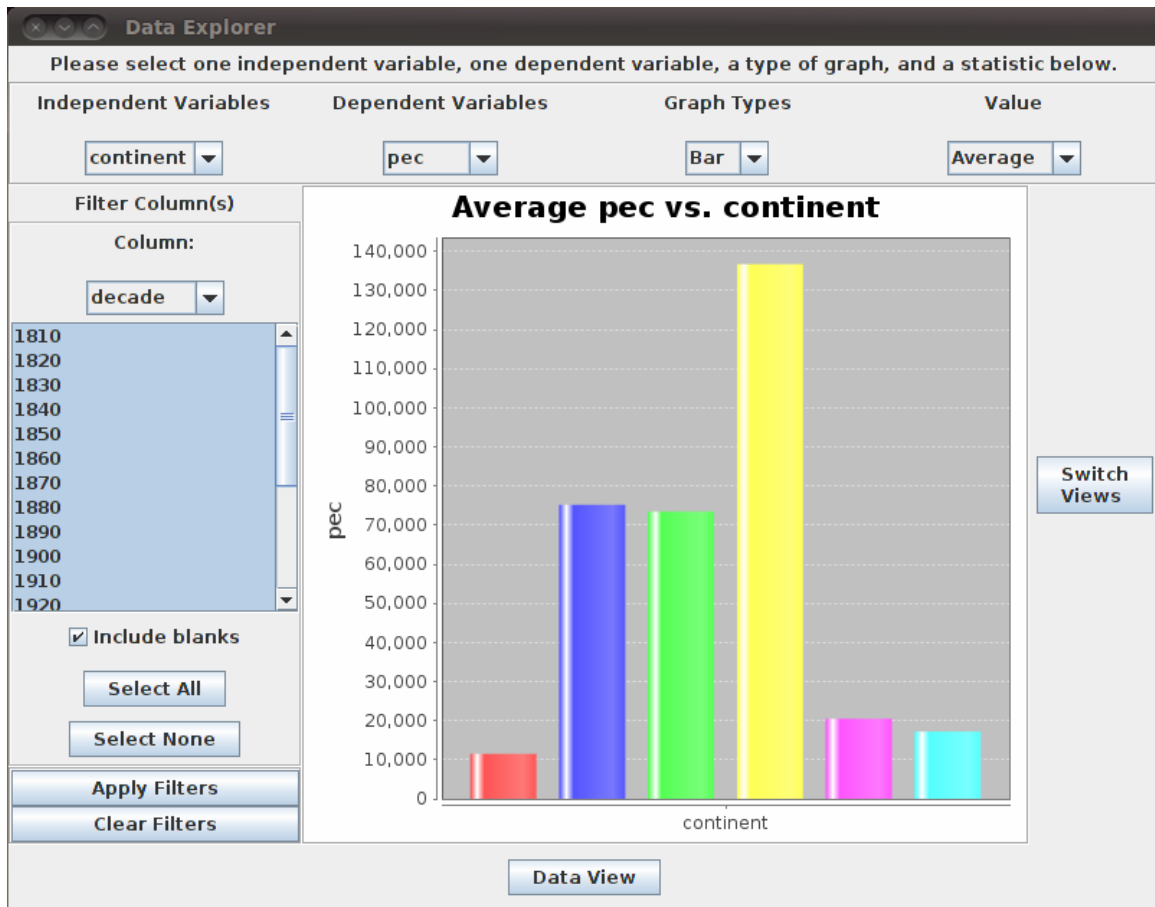 Data Explorer
Please select one independent variable, one dependent variable, a type of graph, and a statistic below.
Independent Variables
Dependent Variables
Graph Types
Value
continent
pec
Bar
Average
Filter Column(s)
Column:
decade
1810
1820
1830
1840
1850
1860
1870
1880
1890
1900
1910
1920
Include blanks
Select All
Select None
Apply Filters
Clear Filters
Average pec vs. continent
140,000
130,000
120,000
110,000
100,000
90,000
80,000
70,000
60,000
50,000
40,000
30,000
20,000
10,000
0
pec
continent
Switch
Views
Data View